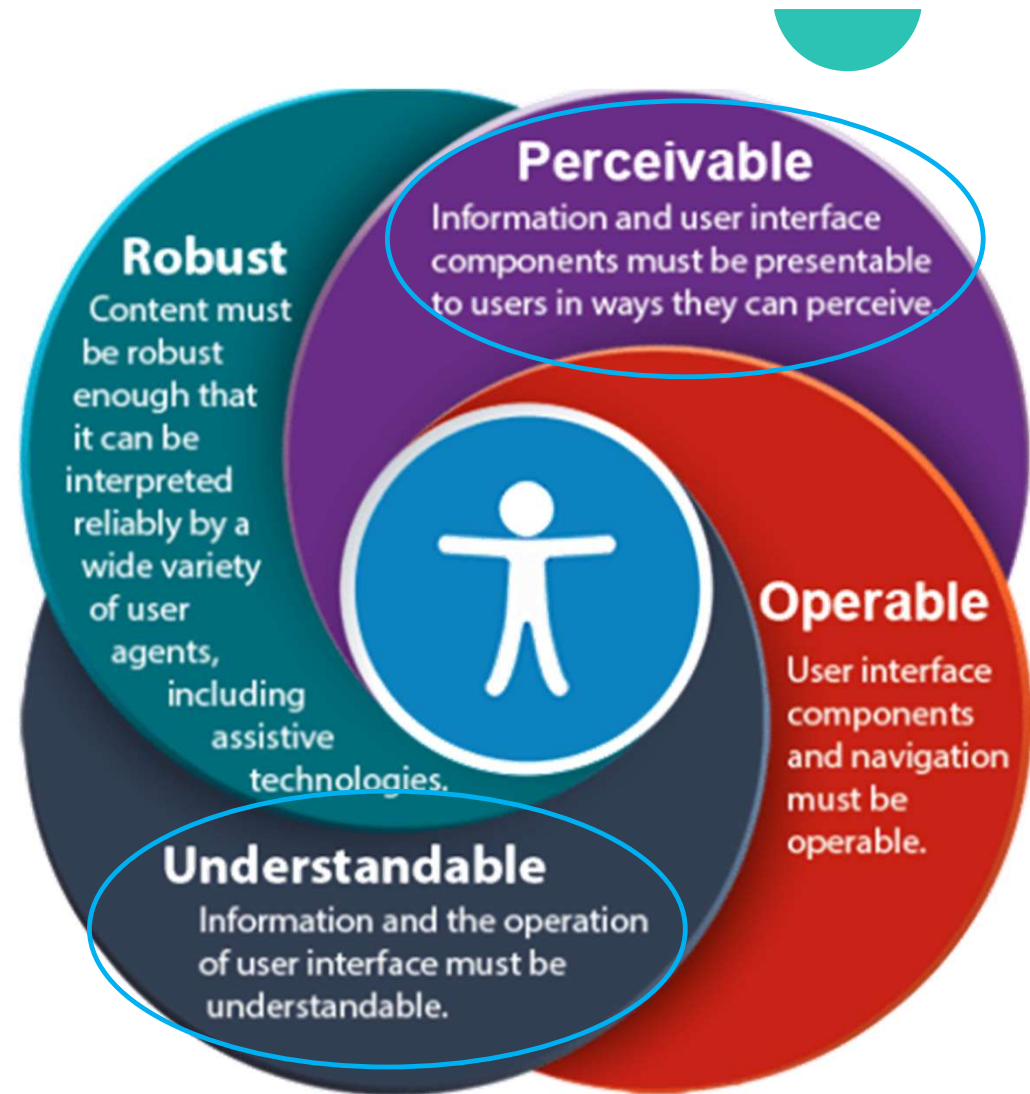 Perceivable
Information and user interface
components must be presentable
to users in ways they can perceive.
Robust
Content must
be robust
enough that
it can be
interpreted
reliably by a
wide variety
of user
agents,
including
assistive
technologies.
Operable
User interface
components
and navigation
must be
operable.
Understandable
Information and the operation
of user interface must be
understandable.